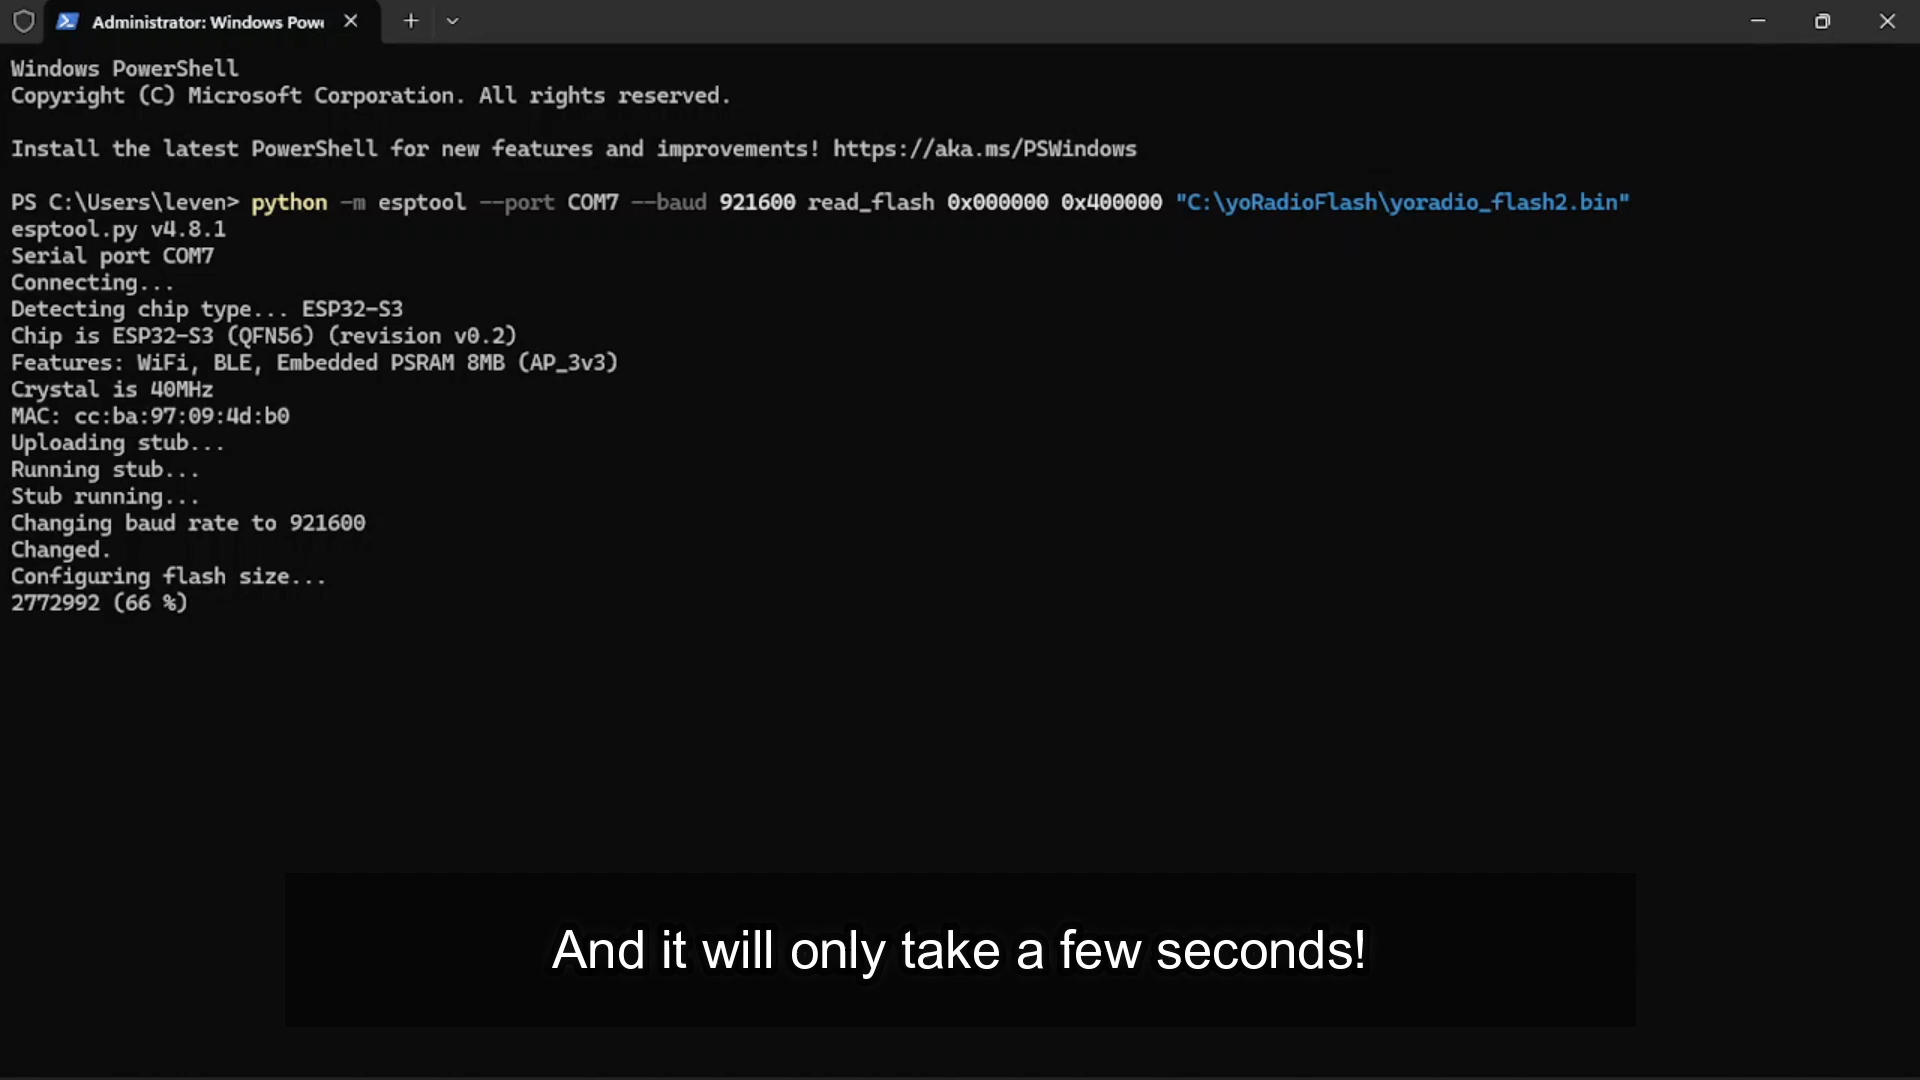 Administrator: Windows Powe
Windows PowerShell
Copyright (C) Microsoft Corporation. All rights reserved.
Install the latest PowerShell for new features and improvements! https://aka.ms/PSWindows
PS C:\Users\leven> python -m esptool --port COM7 --baud 921600 read_flash 0x000000 0x400000 "C:\yoRadioFlash\yoradio_flash2.bin"
esptool.py v4.8.1
Serial port COM7
Connecting...
Detecting chip type... ESP32-S3
Chip is ESP32-S3 (QFN56) (revision v0.2)
Features: WiFi, BLE, Embedded PSRAM 8MB (AP_3v3)
Crystal is 40MHz
MAC: cc:ba:97:09:4d:b0
Uploading stub...
Running stub...
Stub running...
Changing baud rate to 921600
Changed.
Configuring flash size...
2772992 (66 %)
And it will only take a few seconds!